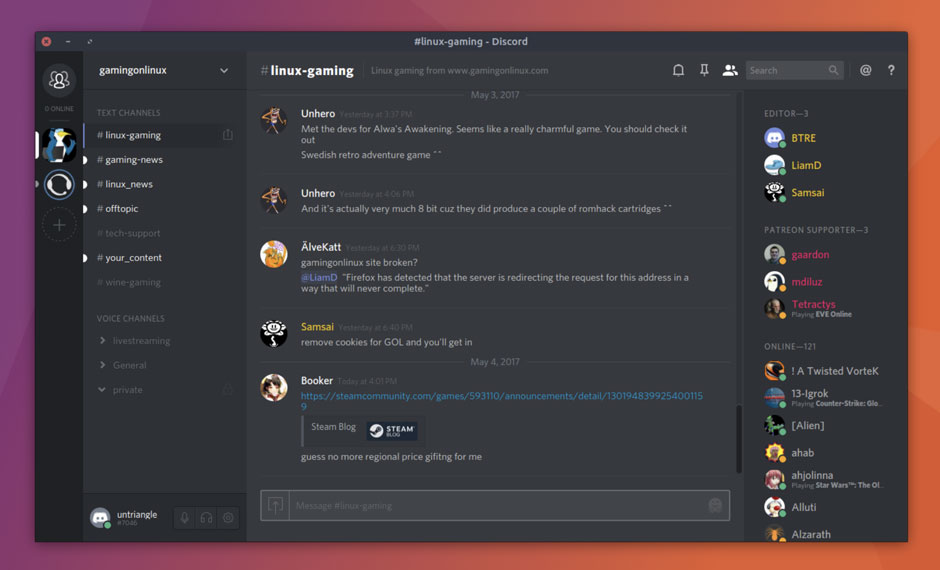 #linux-gaming - Discord
0 ONLINE
gamingonlinux
TEXT CHANNELS
# linux-gaming
# gaming-news
# linux_news
# offtopic
# tech-support
# your_content
# wine-gaming
VOICE CHANNELS
livestreaming
General
private
untriangle
#7046
#linux-gaming
Linux gaming from www.gamingonlinux.com
Search
@
?
May 3, 2017
Unhero Yesterday at 3:37 PM
Met the devs for Alwa's Awakening. Seems like a really charmful game. You should check it
out
Swedish retro adventure game ^^
Unhero Yesterday at 4:06 PM
And it's actually very much 8 bit cuz they did produce a couple of romhack cartridges ^^
ÄlveKatt Yesterday at 6:30 PM
gamingonlinux site broken?
@LiamD "Firefox has detected that the server is redirecting the request for this address in a
way that will never complete."
Samsai Yesterday at 6:40 PM
remove cookies for GOL and you'll get in
May 4, 2017
Booker Today at 4:01 PM
https://steamcommunity.com/games/593110/announcements/detail/130194839925400115
9
Steam Blog
STEAM
BLOG
guess no more regional price gifitng for me
Message #linux-gaming
EDITOR—3
BTRE
LiamD
Samsai
PATREON SUPPORTER—3
gaardon
mdiluz
Tetractys
Playing EVE Online
ONLINE—121
! A Twisted VorteK
13-Igrok
Playing Counter-Strike: Glo...
[Alien]
ahab
ahjolinna
Playing Star Wars™: The Ol...
Alluti
Alzarath